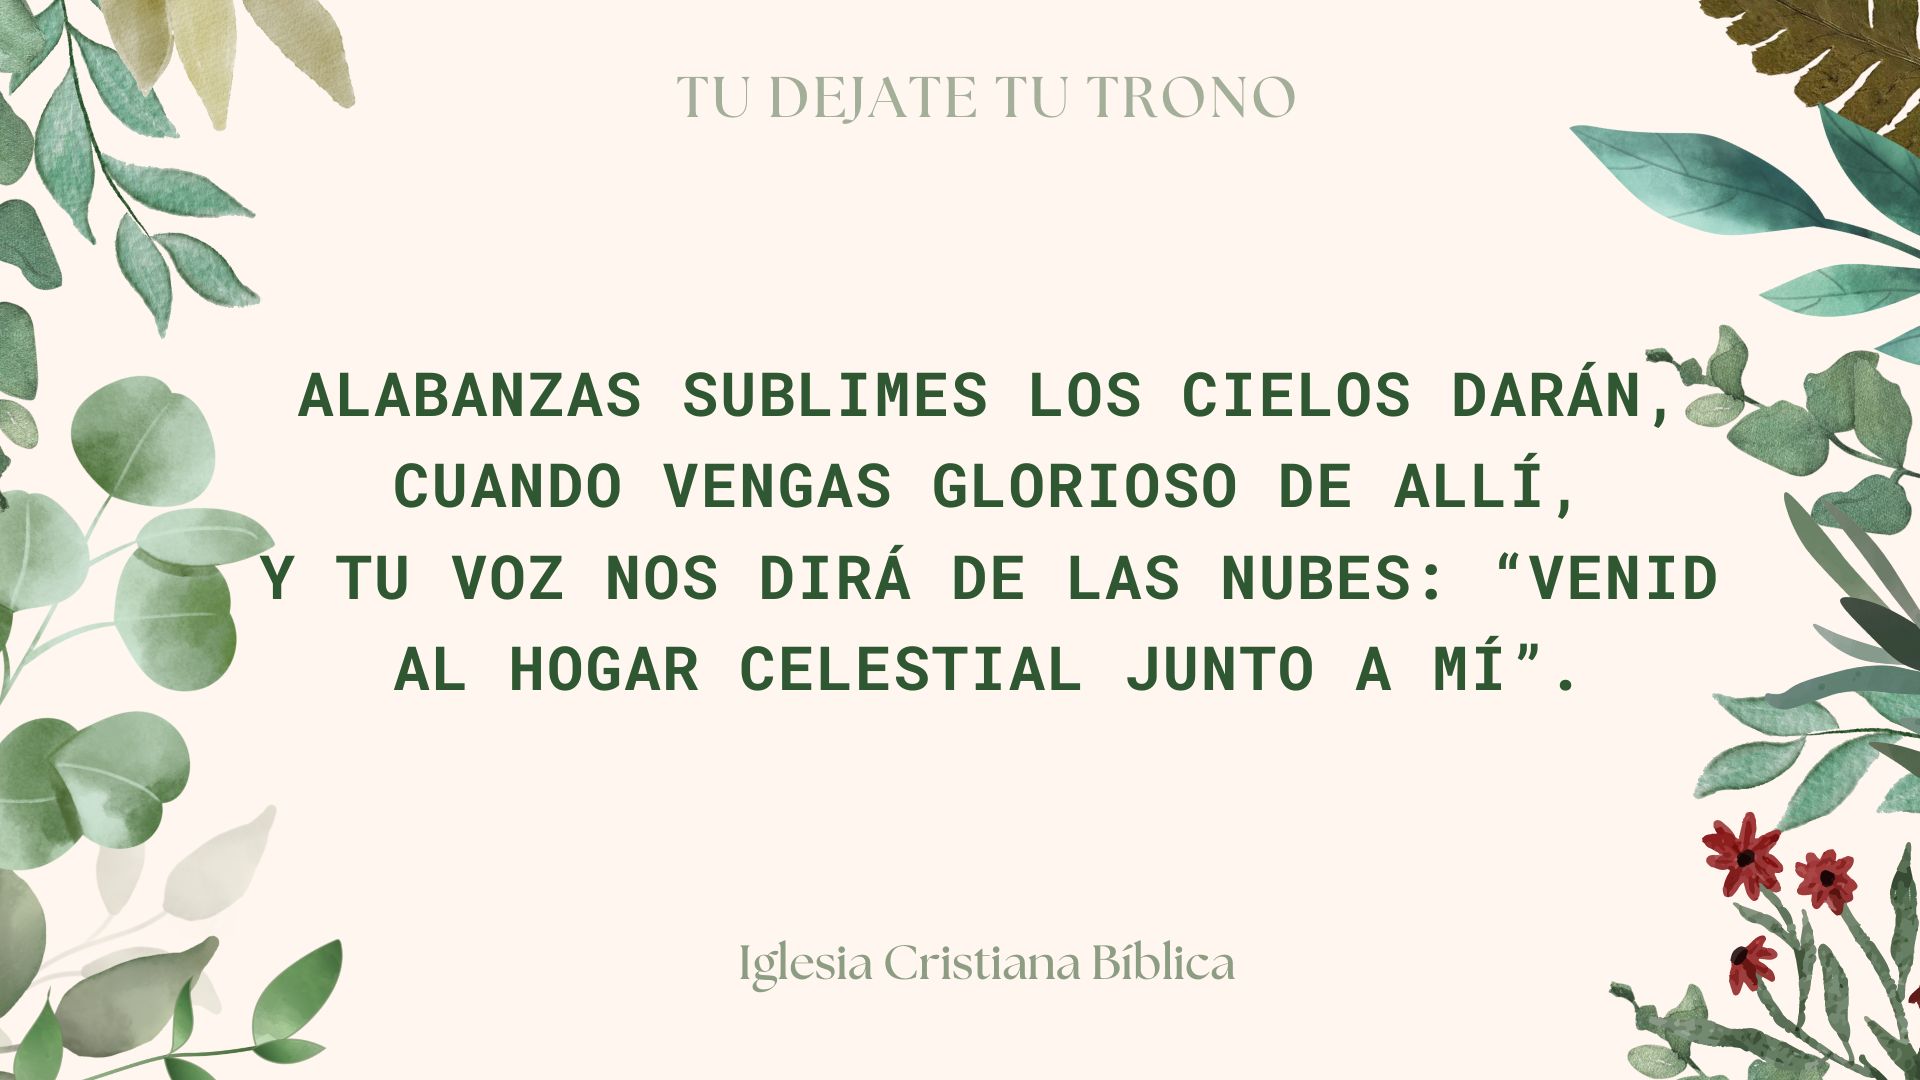 TU DEJATE TU TRONO
ALABANZAS SUBLIMES LOS CIELOS DARÁN,
CUANDO VENGAS GLORIOSO DE ALLÍ,
Y TU VOZ NOS DIRÁ DE LAS NUBES: “VENID
AL HOGAR CELESTIAL JUNTO A MÍ”.
Iglesia Cristiana Bíblica